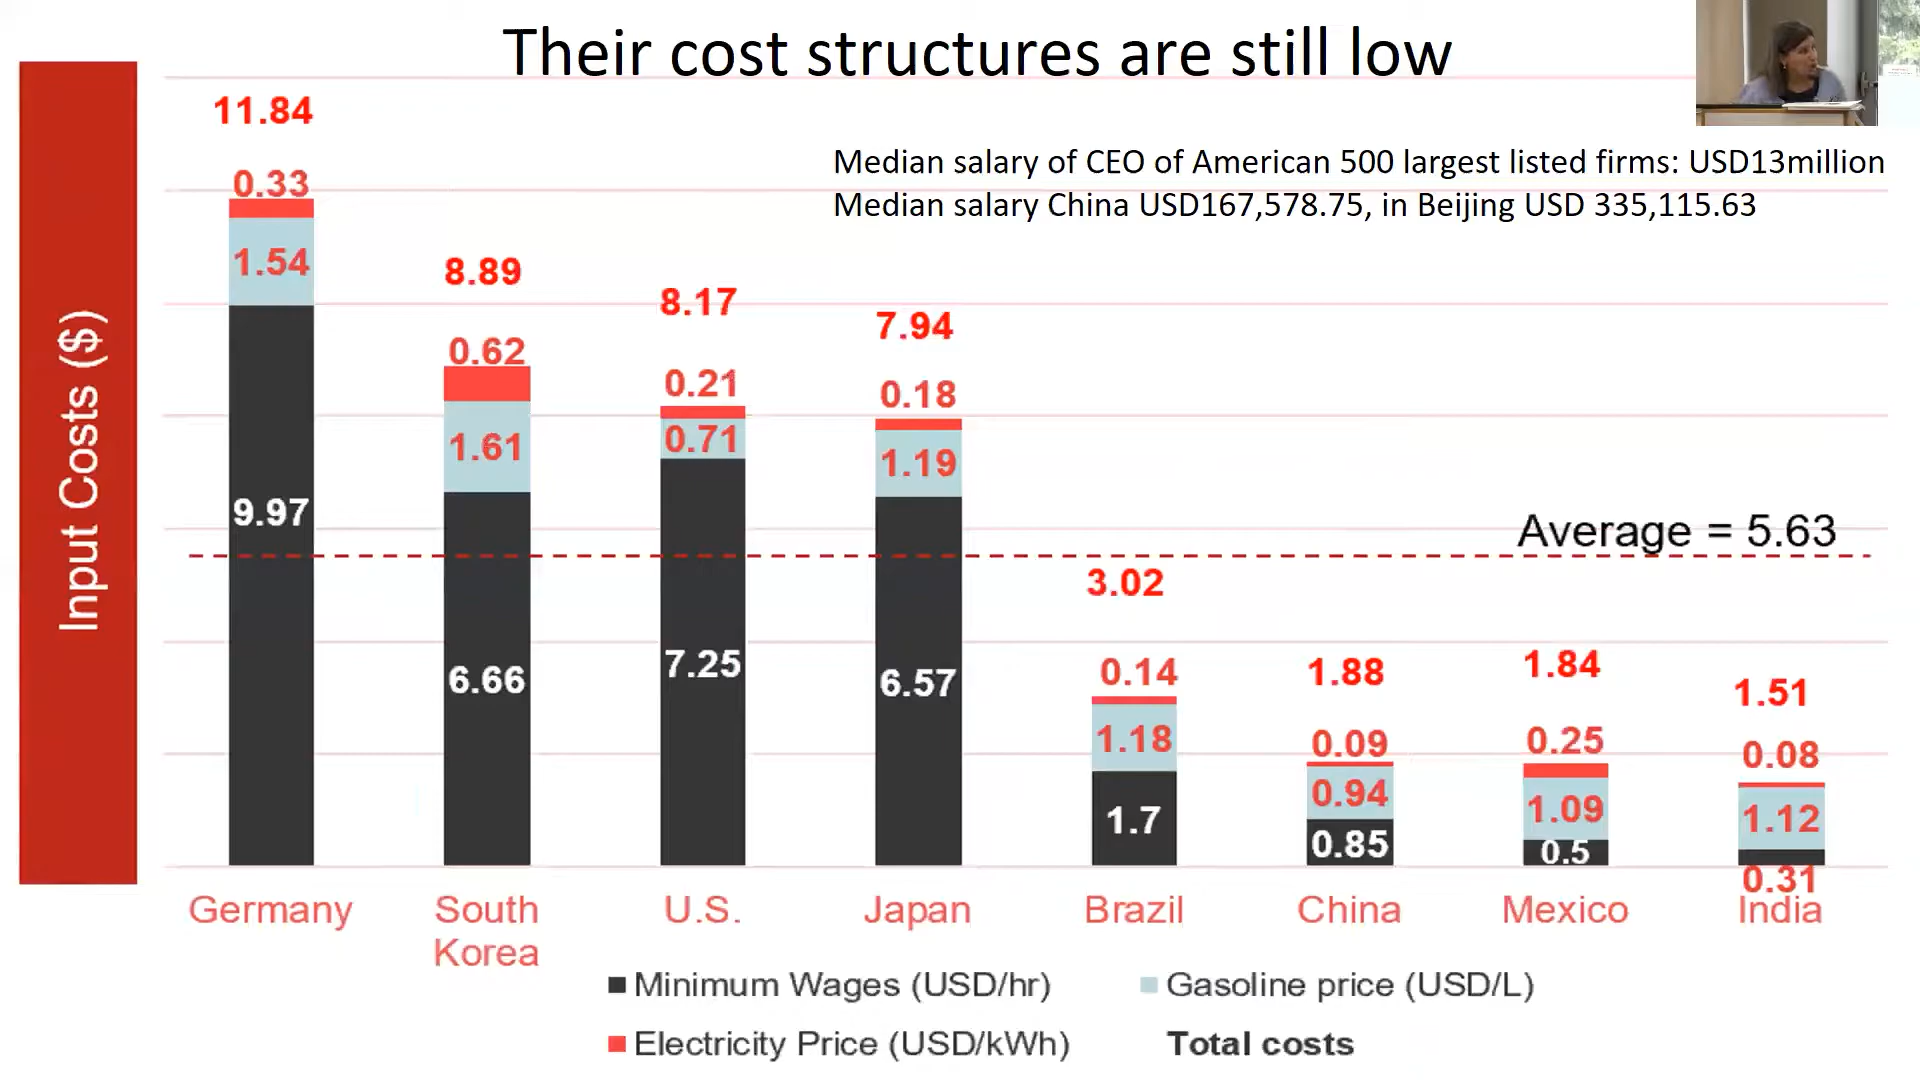 Their cost structures are still low
Median salary of CEO of American 500 largest listed firms: USD13million
Median salary China USD167,578.75, in Beijing USD 335,115.63
Input Costs ($)
11.84
0.33
1.54
9.97
8.89
0.62
1.61
6.66
8.17
0.21
0.71
7.25
7.94
0.18
1.19
6.57
Average = 5.63
3.02
0.14
1.18
1.7
1.88
0.09
0.94
0.85
1.84
0.25
1.09
0.5
1.51
0.08
1.12
0.31
Germany
South
Korea
U.S.
Japan
Brazil
China
Mexico
India
Minimum Wages (USD/hr)
Gasoline price (USD/L)
Electricity Price (USD/kWh)
Total costs